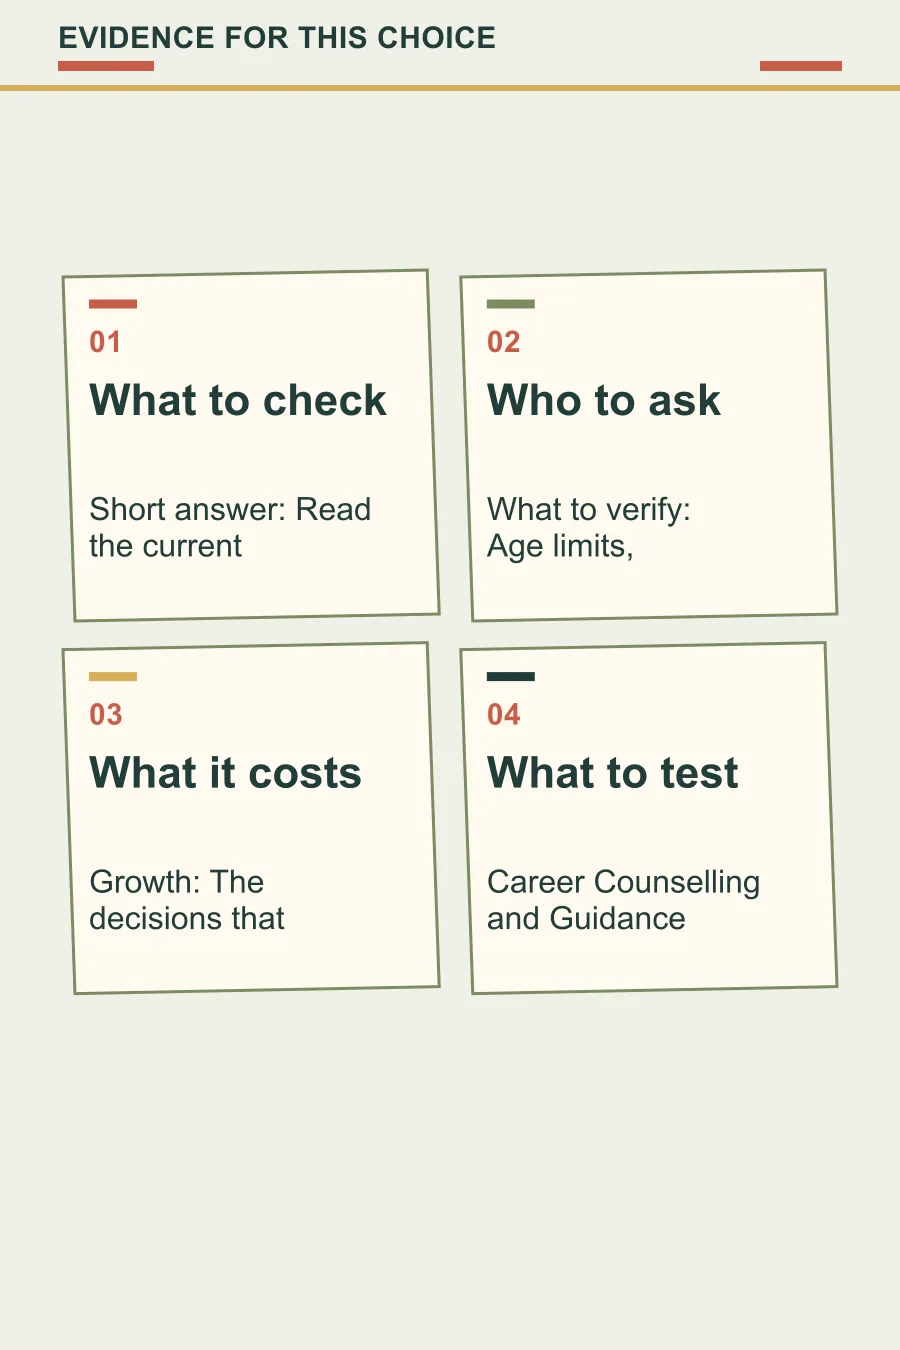 EVIDENCE FOR THIS CHOICE
01
What to check
Short answer: Read
the current
02
Who to ask
What to verify:
Age limits,
03
What it costs
Growth: The
decisions that
04
What to test
Career Counselling
and Guidance